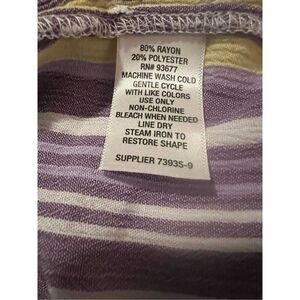 80% RAYON
20% POLYESTER
RN# 93677
MACHINE WASH COLD
GENTLE CYCLE
WITH LIKE COLORS
USE ONLY
NON-CHLORINE
BLEACH WHEN NEEDED
LINE DRY
STEAM IRON TO
RESTORE SHAPE
SUPPLIER 73935-9